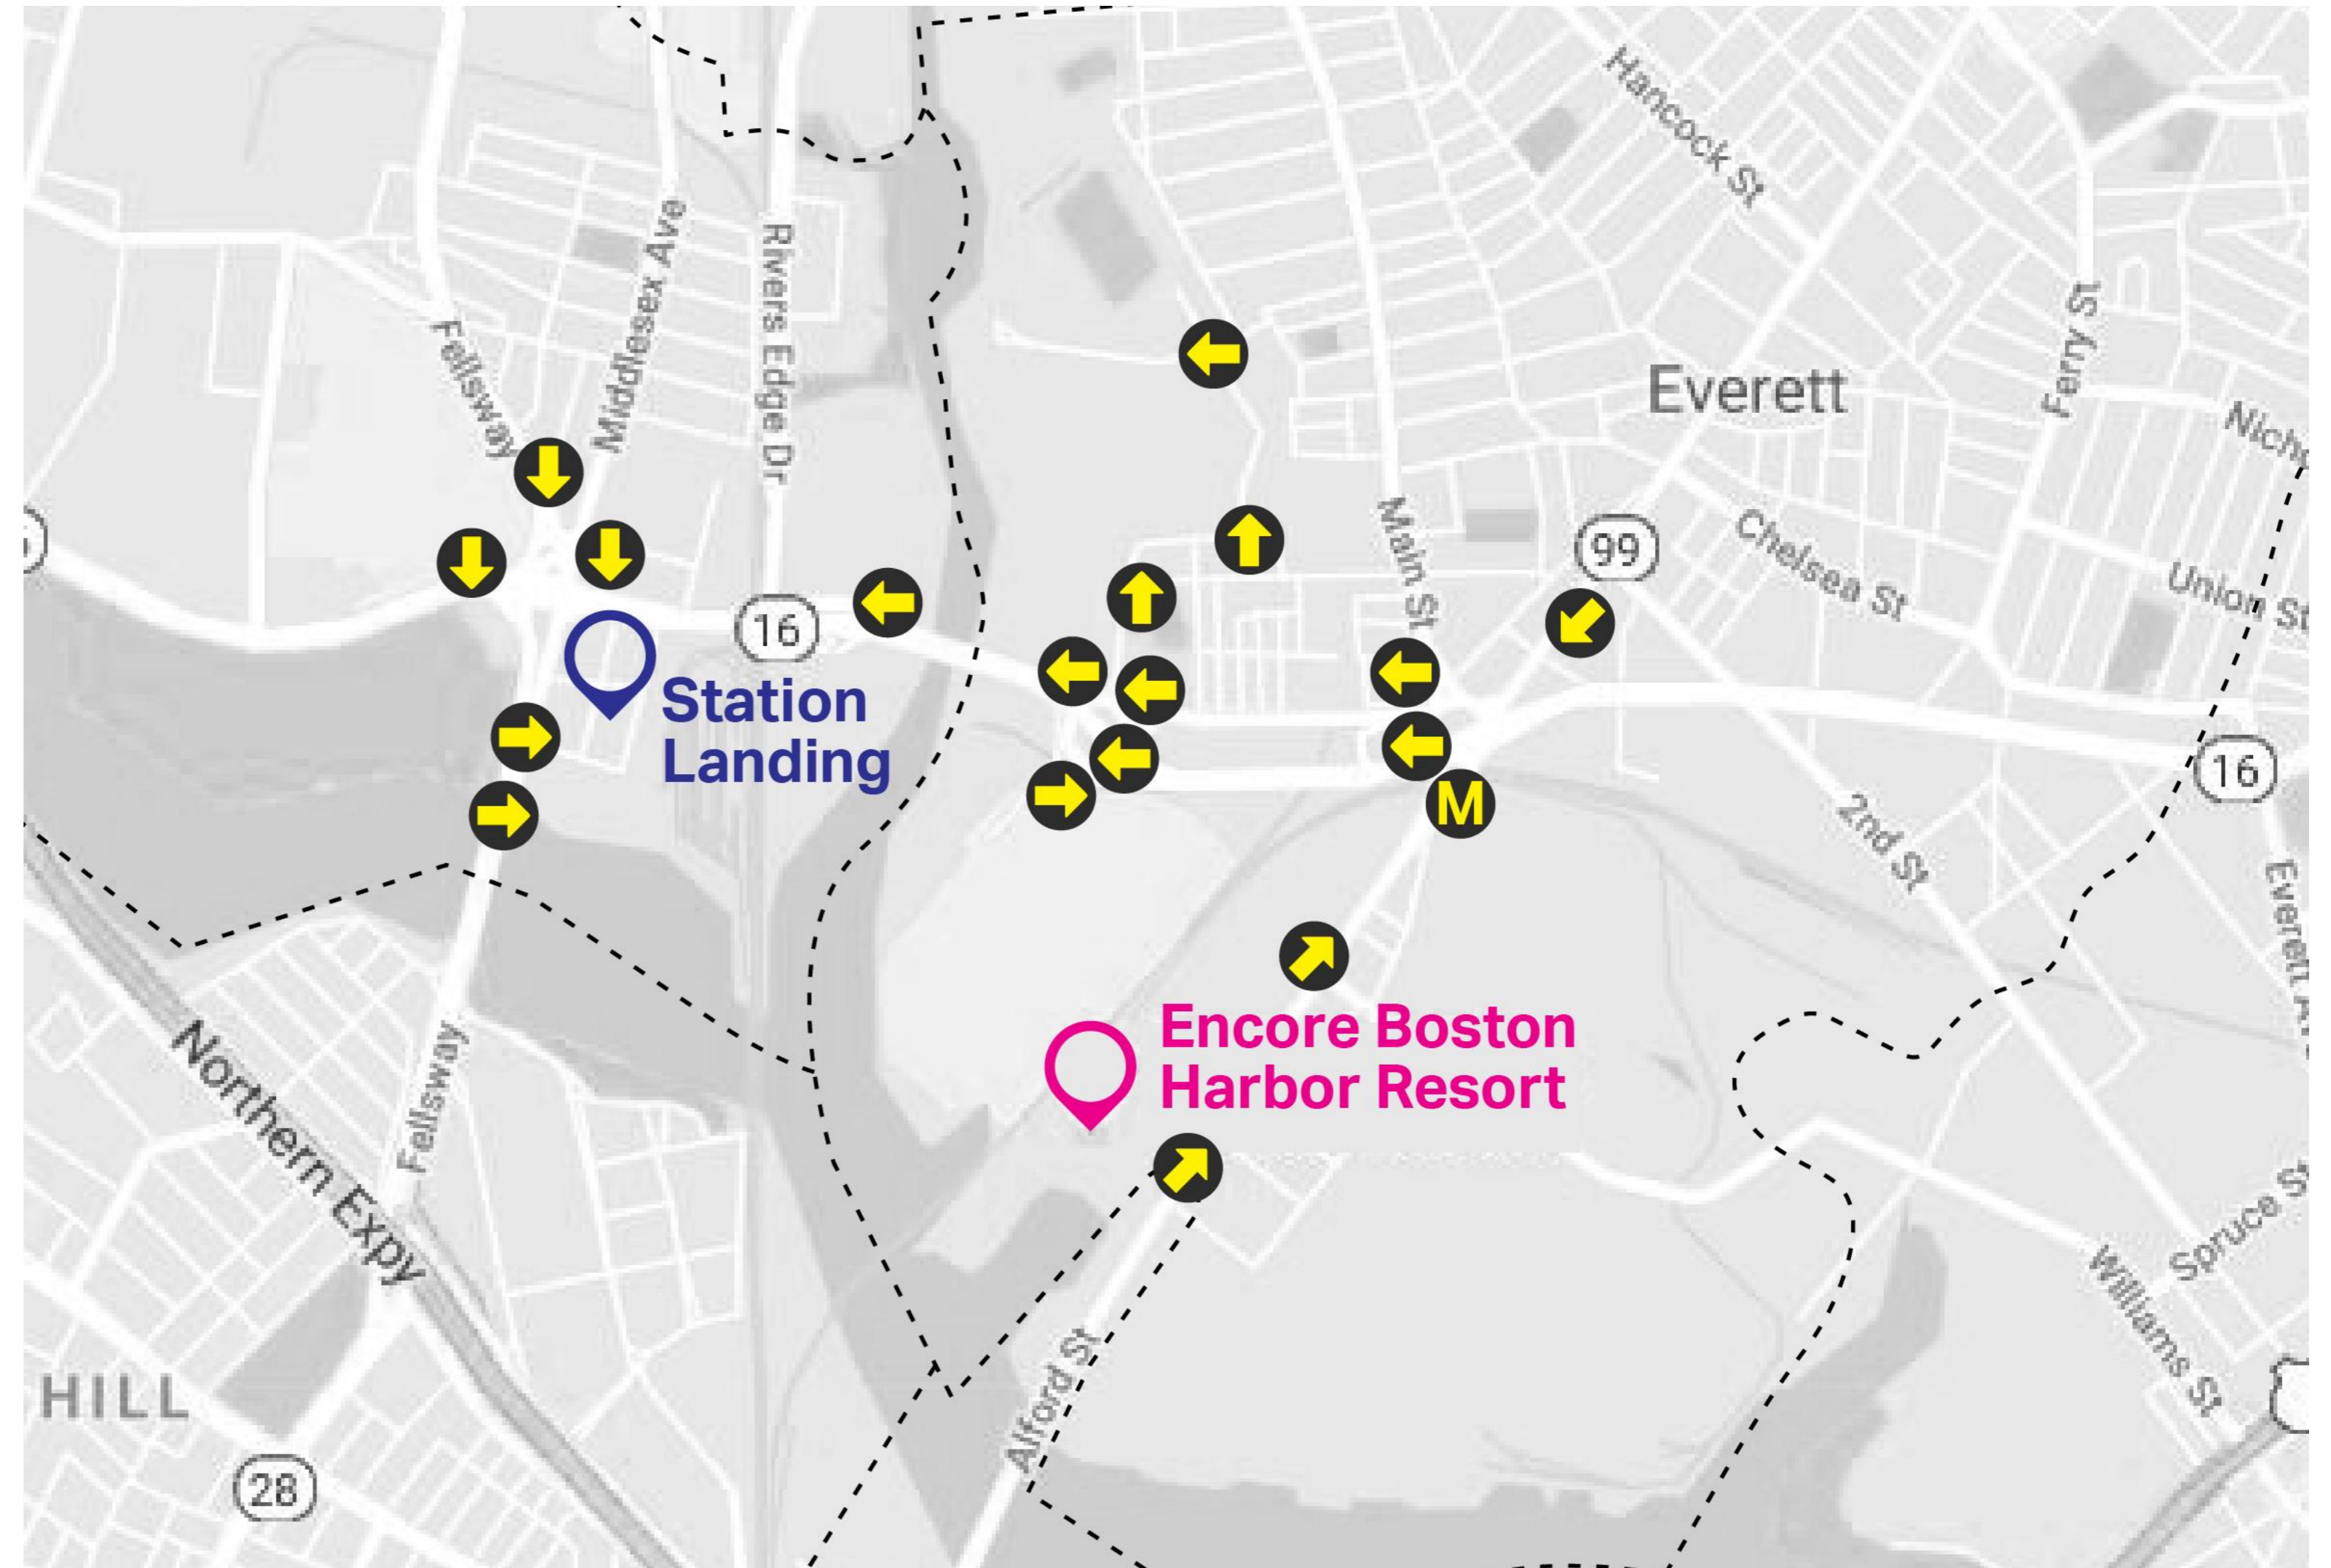 Hancock St
Middlesex Ave
Rivers Edge Dr
Fellsway
Ferry St
Everett
Main St
99
Chelsea St
Union St
16
Station
Landing
16
M
2nd St
Encore Boston
Harbor Resort
Northern Expy
Fellsway
Spruce St
Williams St
Alford St
HILL
28